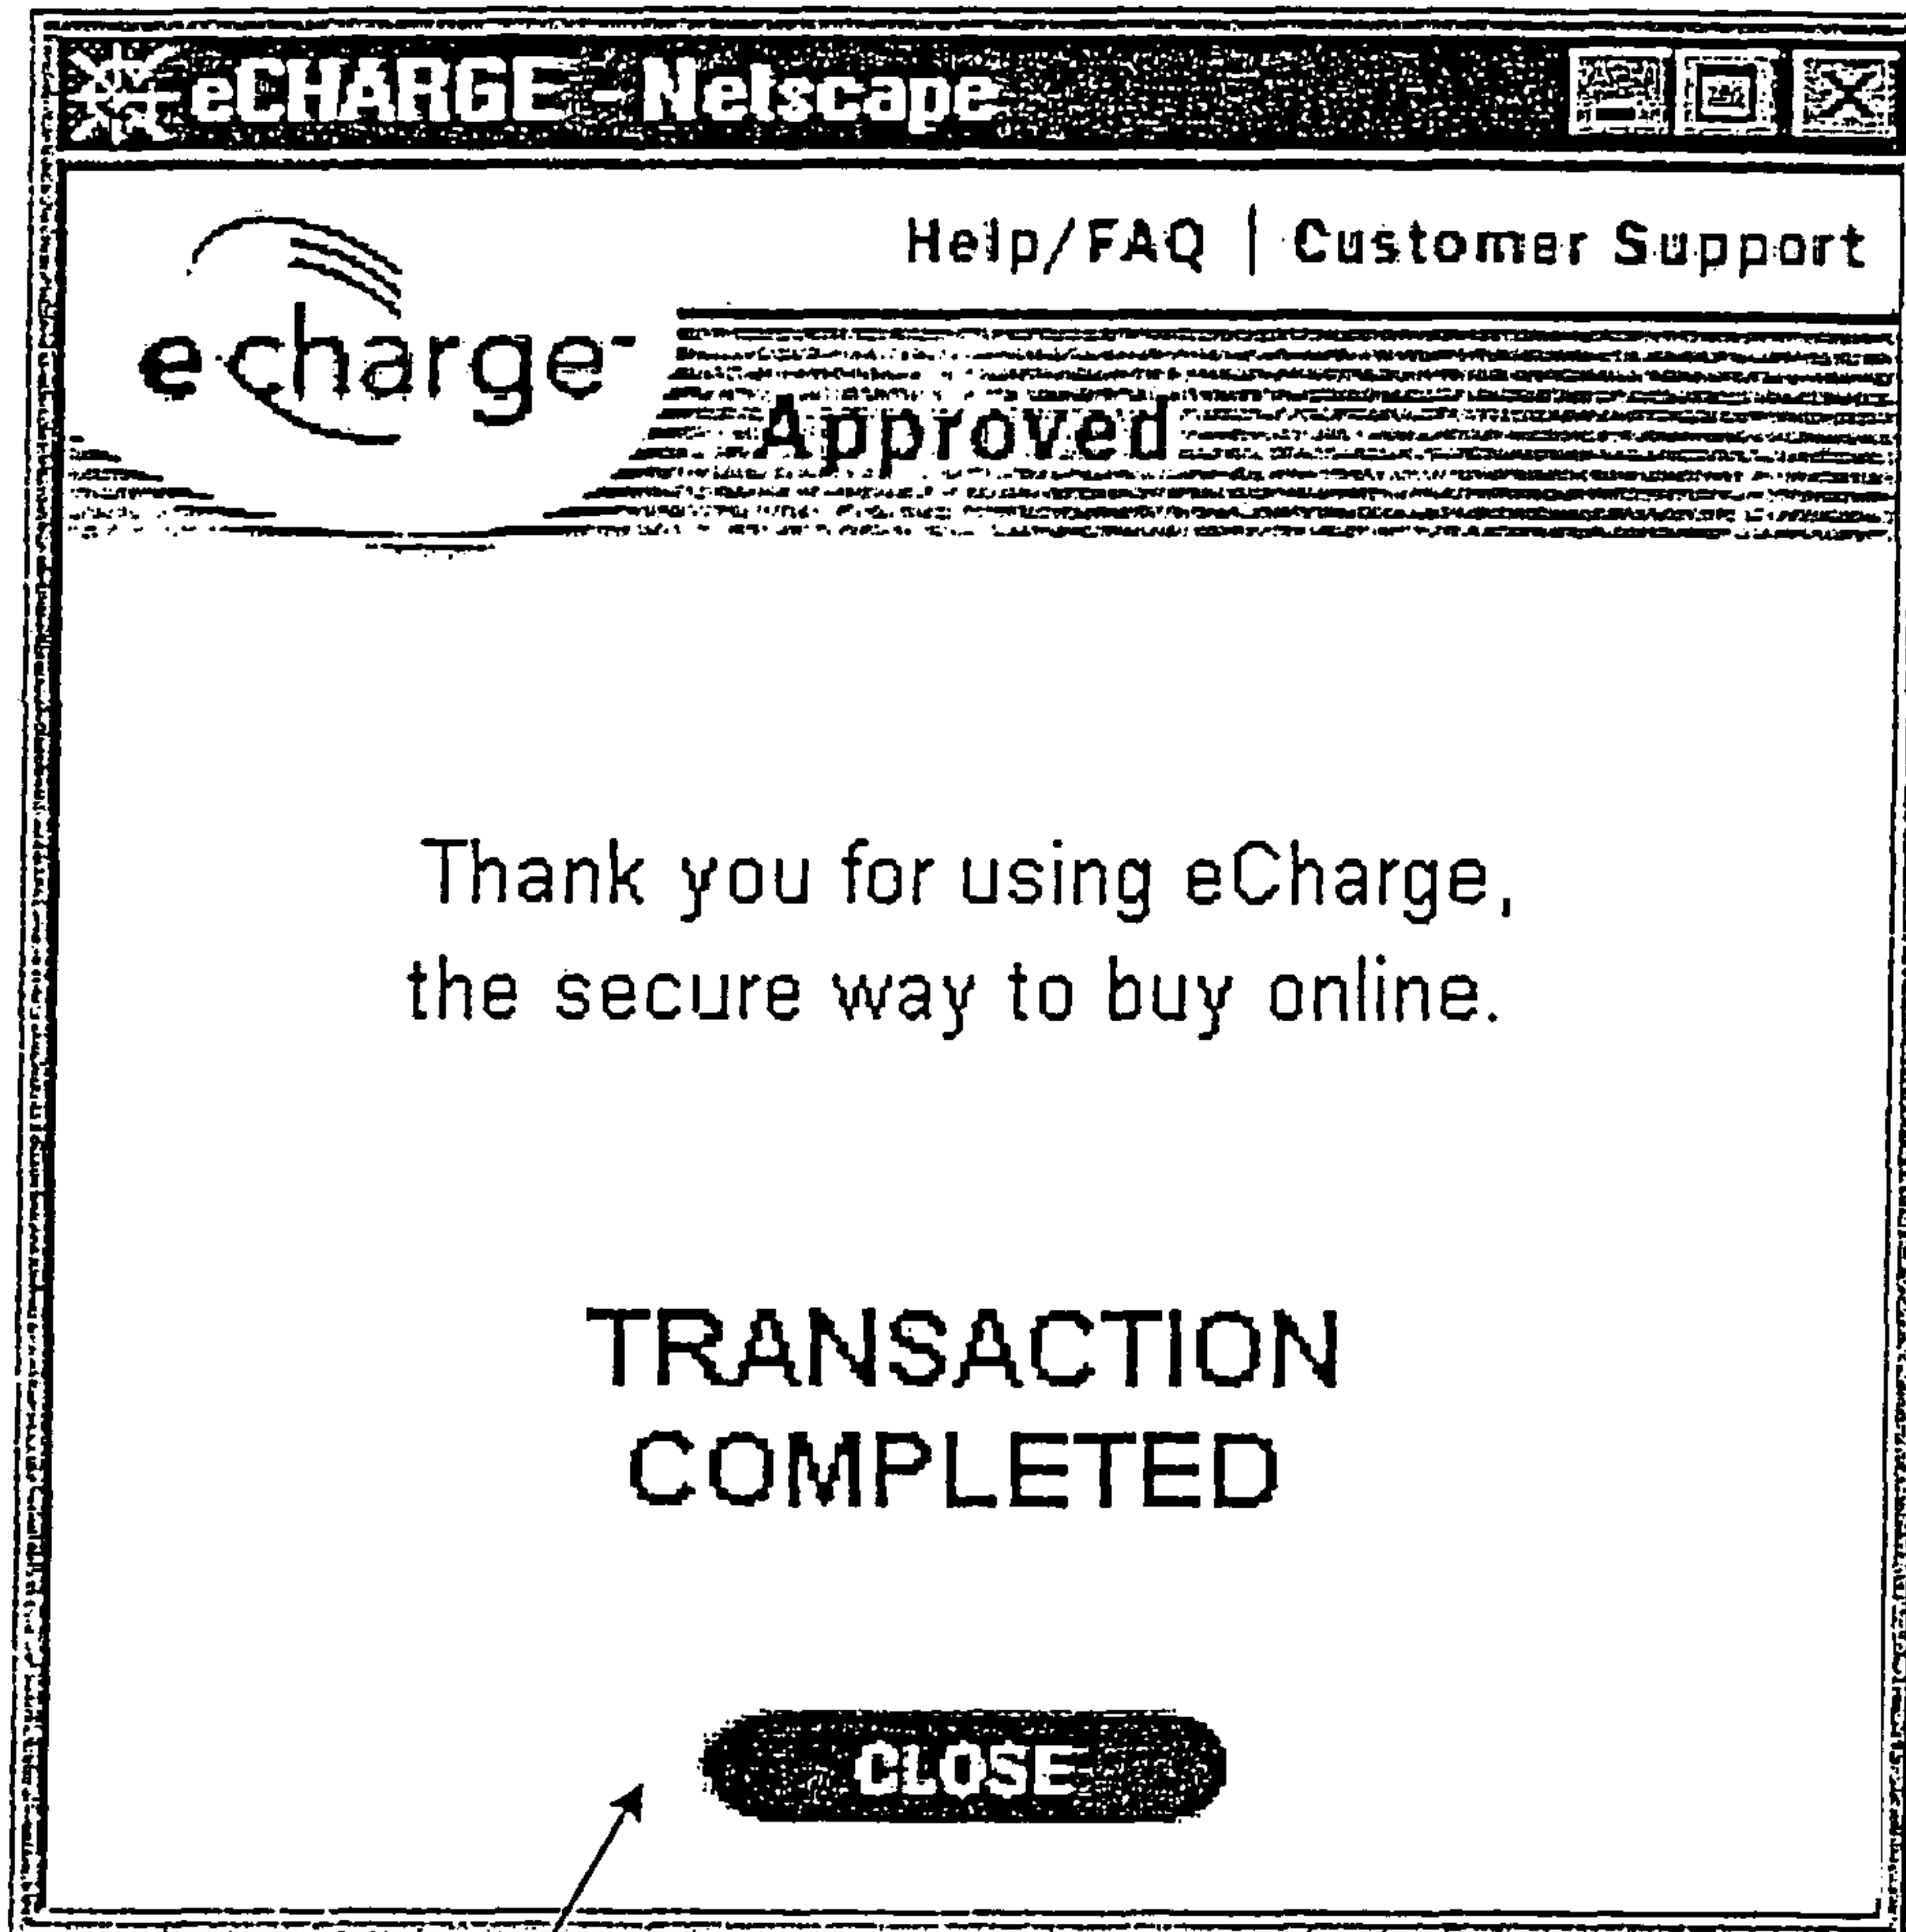 eCHARGE - Netscape
Help/FAQ | Customer Support
e charge
Approved
Thank you for using eCharge,
the secure way to buy online.
TRANSACTION
COMPLETED
CLOSE